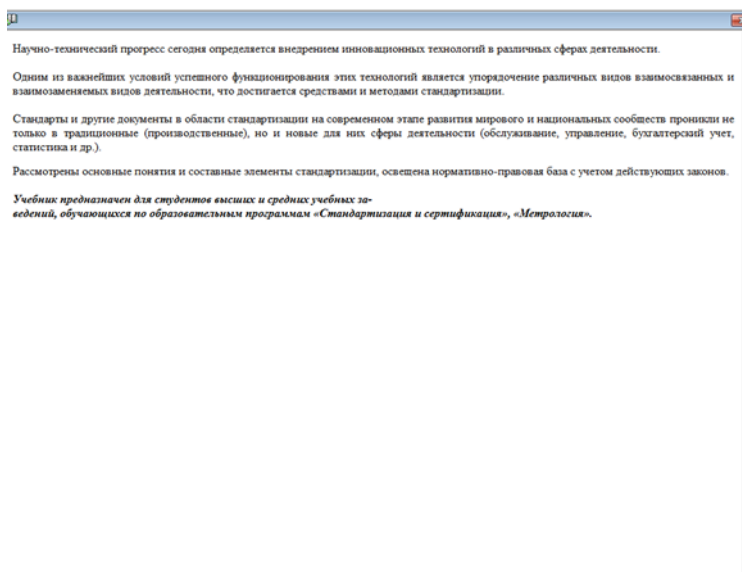 Научно-технический прогресс сегодня определяется внедрением инновационных технологий в различных сферах деятельности.
Одним из важнейших условий успешного функционирования этих технологий является упорядочение различных видов взаимосвязанных и
взаимозаменяемых видов деятельности, что достигается средствами и методами стандартизации.
Стандарты и другие документы в области стандартизации на современном этапе развития мирового и национальных сообществ проникли не
только в традиционные (производственные), но и новые для них сферы деятельности (обслуживание, управление, бухгалтерский учет,
статистика и др.).
Рассмотрены основные понятия и составные элементы стандартизации, освещена нормативно-правовая база с учетом действующих законов.
Учебник предназначен для студентов высших и средних учебных за-
ведений, обучающихся по образовательным программам «Стандартизация и сертификация», «Метрология».